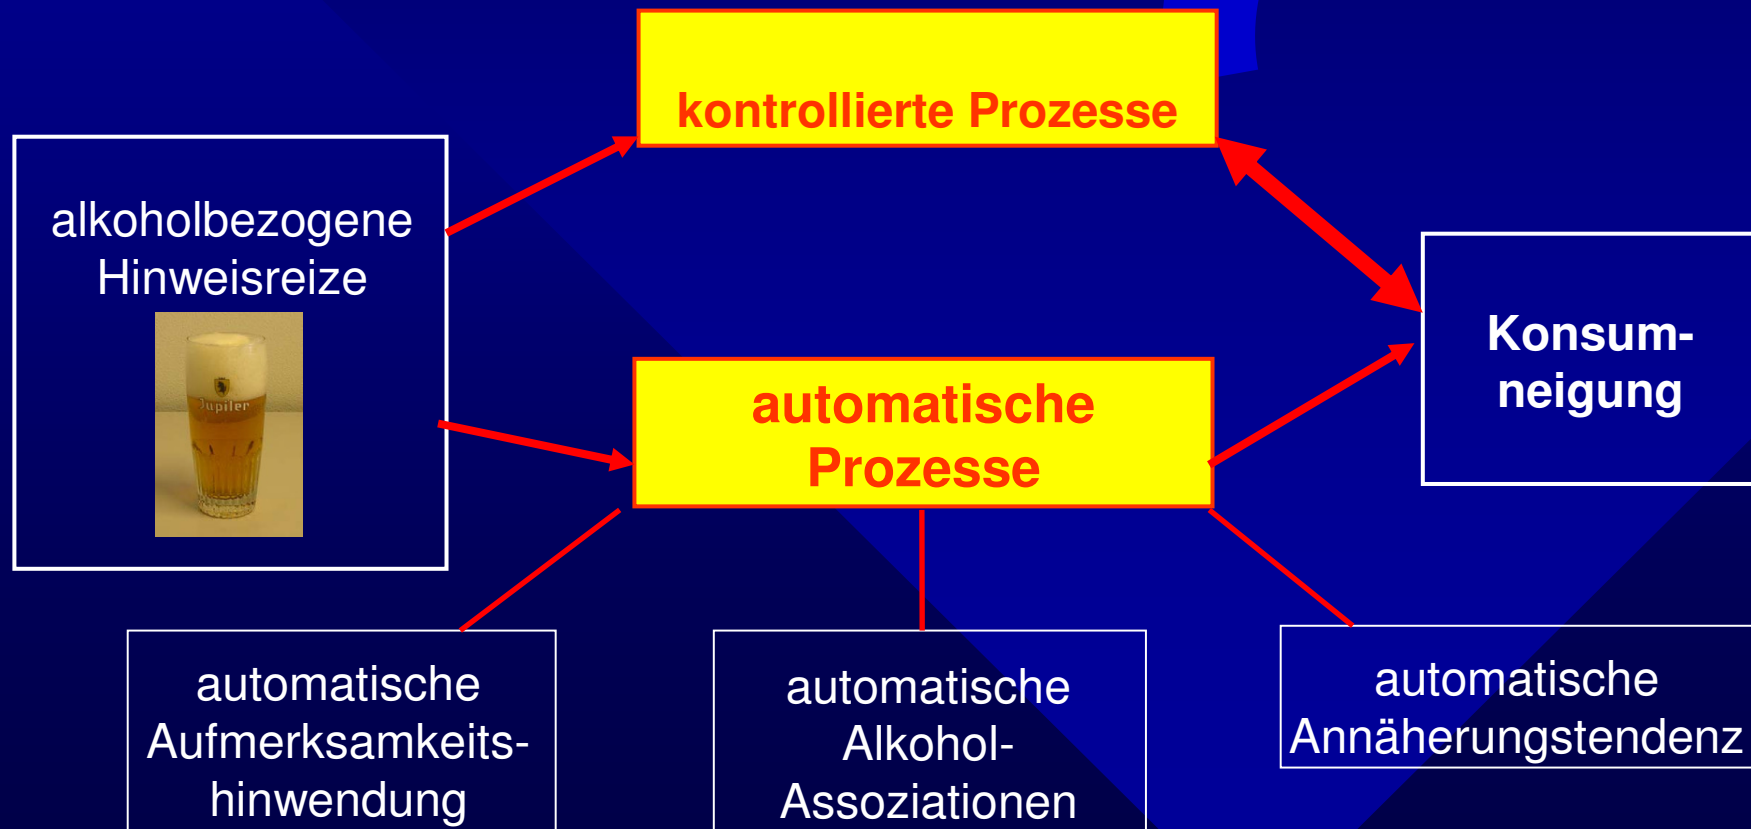 kontrollierte Prozesse
alkoholbezogene
Hinweisreize
Jupiler
automatische
Prozesse
Konsum-
neigung
automatische
Aufmerksamkeits-
hinwendung
automatische
Alkohol-
Assoziationen
automatische
Annäherungstendenz